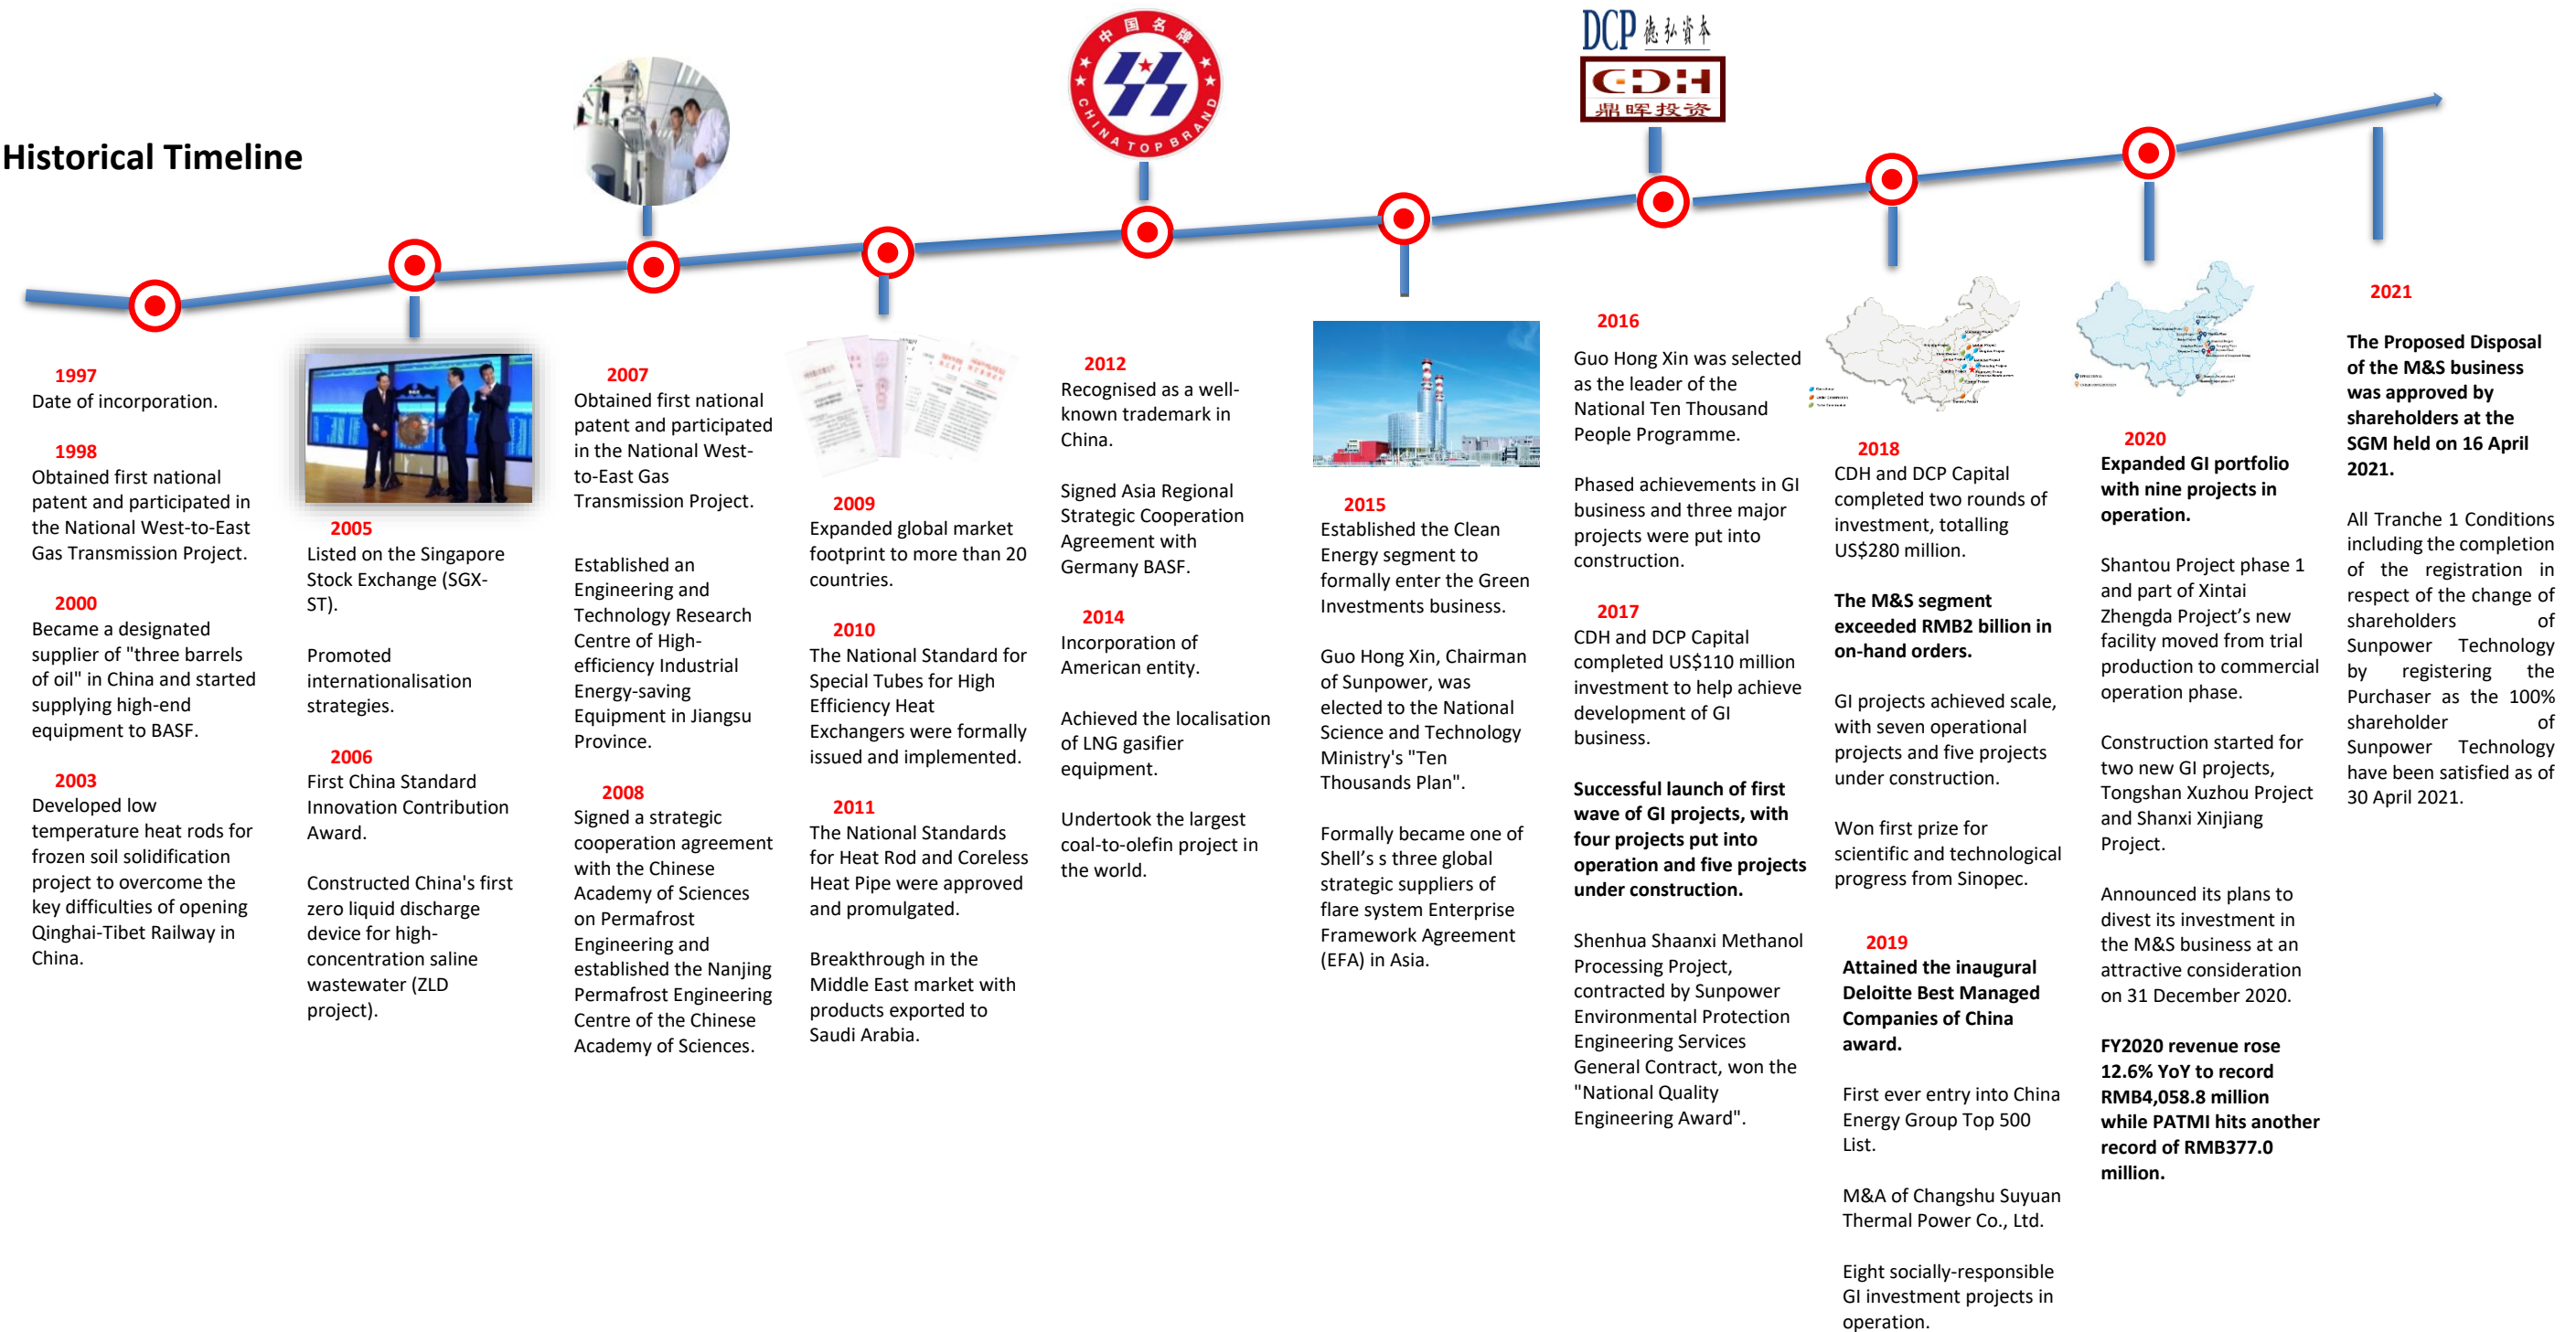 DCP 德弘资本
CDH
鼎晖投资
中国名牌
CHINA TOP BRAND
Historical Timeline
1997
Date of incorporation.
1998
Obtained first national
patent and participated in
the National West-to-East
Gas Transmission Project.
2000
Became a designated
supplier of "three barrels
of oil" in China and started
supplying high-end
equipment to BASF.
2003
Developed low
temperature heat rods for
frozen soil solidification
project to overcome the
key difficulties of opening
Qinghai-Tibet Railway in
China.
2005
Listed on the Singapore
Stock Exchange (SGX-
ST).
Promoted
internationalisation
strategies.
2006
First China Standard
Innovation Contribution
Award.
Constructed China's first
zero liquid discharge
device for high-
concentration saline
wastewater (ZLD
project).
2007
Obtained first national
patent and participated
in the National West-
to-East Gas
Transmission Project.
Established an
Engineering and
Technology Research
Centre of High-
efficiency Industrial
Energy-saving
Equipment in Jiangsu
Province.
2008
Signed a strategic
cooperation agreement
with the Chinese
Academy of Sciences
on Permafrost
Engineering and
established the Nanjing
Permafrost Engineering
Centre of the Chinese
Academy of Sciences.
2009
Expanded global market
footprint to more than 20
countries.
2010
The National Standard for
Special Tubes for High
Efficiency Heat
Exchangers were formally
issued and implemented.
2011
The National Standards
for Heat Rod and Coreless
Heat Pipe were approved
and promulgated.
Breakthrough in the
Middle East market with
products exported to
Saudi Arabia.
2012
Recognised as a well-
known trademark in
China.
Signed Asia Regional
Strategic Cooperation
Agreement with
Germany BASF.
2014
Incorporation of
American entity.
Achieved the localisation
of LNG gasifier
equipment.
Undertook the largest
coal-to-olefin project in
the world.
2015
Established the Clean
Energy segment to
formally enter the Green
Investments business.
Guo Hong Xin, Chairman
of Sunpower, was
elected to the National
Science and Technology
Ministry's "Ten
Thousands Plan".
Formally became one of
Shell's s three global
strategic suppliers of
flare system Enterprise
Framework Agreement
(EFA) in Asia.
2016
Guo Hong Xin was selected
as the leader of the
National Ten Thousand
People Programme.
Phased achievements in GI
business and three major
projects were put into
construction.
2017
CDH and DCP Capital
completed US$110 million
investment to help achieve
development of GI
business.
Successful launch of first
wave of GI projects, with
four projects put into
operation and five projects
under construction.
Shenhua Shaanxi Methanol
Processing Project,
contracted by Sunpower
Environmental Protection
Engineering Services
General Contract, won the
"National Quality
Engineering Award".
2018
CDH and DCP Capital
completed two rounds of
investment, totalling
US$280 million.
The M&S segment
exceeded RMB2 billion in
on-hand orders.
GI projects achieved scale,
with seven operational
projects and five projects
under construction.
Won first prize for
scientific and technological
progress from Sinopec.
2019
Attained the inaugural
Deloitte Best Managed
Companies of China
award.
First ever entry into China
Energy Group Top 500
List.
M&A of Changshu Suyuan
Thermal Power Co., Ltd.
Eight socially-responsible
GI investment projects in
operation.
2020
Expanded GI portfolio
with nine projects in
operation.
Shantou Project phase 1
and part of Xintai
Zhengda Project's new
facility moved from trial
production to commercial
operation phase.
Construction started for
two new GI projects,
Tongshan Xuzhou Project
and Shanxi Xinjiang
Project.
Announced its plans to
divest its investment in
the M&S business at an
attractive consideration
on 31 December 2020.
FY2020 revenue rose
12.6% YoY to record
RMB4,058.8 million
while PATMI hits another
record of RMB377.0
million.
2021
The Proposed Disposal
of the M&S business
was approved by
shareholders at the
SGM held on 16 April
2021.
All Tranche 1 Conditions
including the completion
of the registration in
respect of the change of
shareholders of
Sunpower Technology
by registering the
Purchaser as the 100%
shareholder of
Sunpower Technology
have been satisfied as of
30 April 2021.